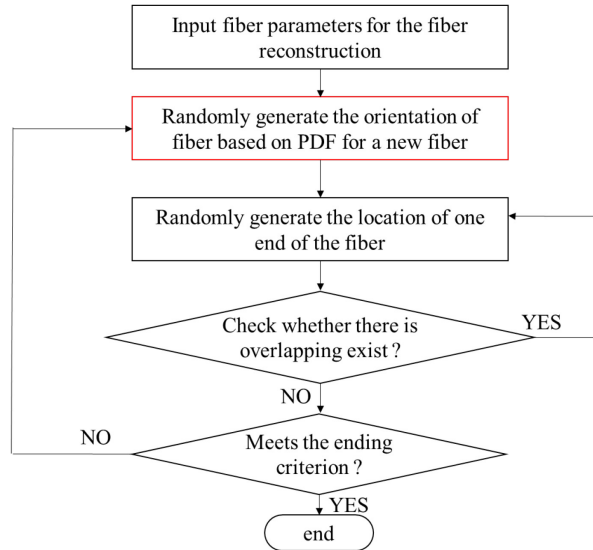 Input fiber parameters for the fiber
reconstruction
Randomly generate the orientation of
fiber based on PDF for a new fiber
Randomly generate the location of one
end of the fiber
Check whether there is
overlapping exist ?
YES
NO
NO
Meets the ending
criterion ?
YES
end